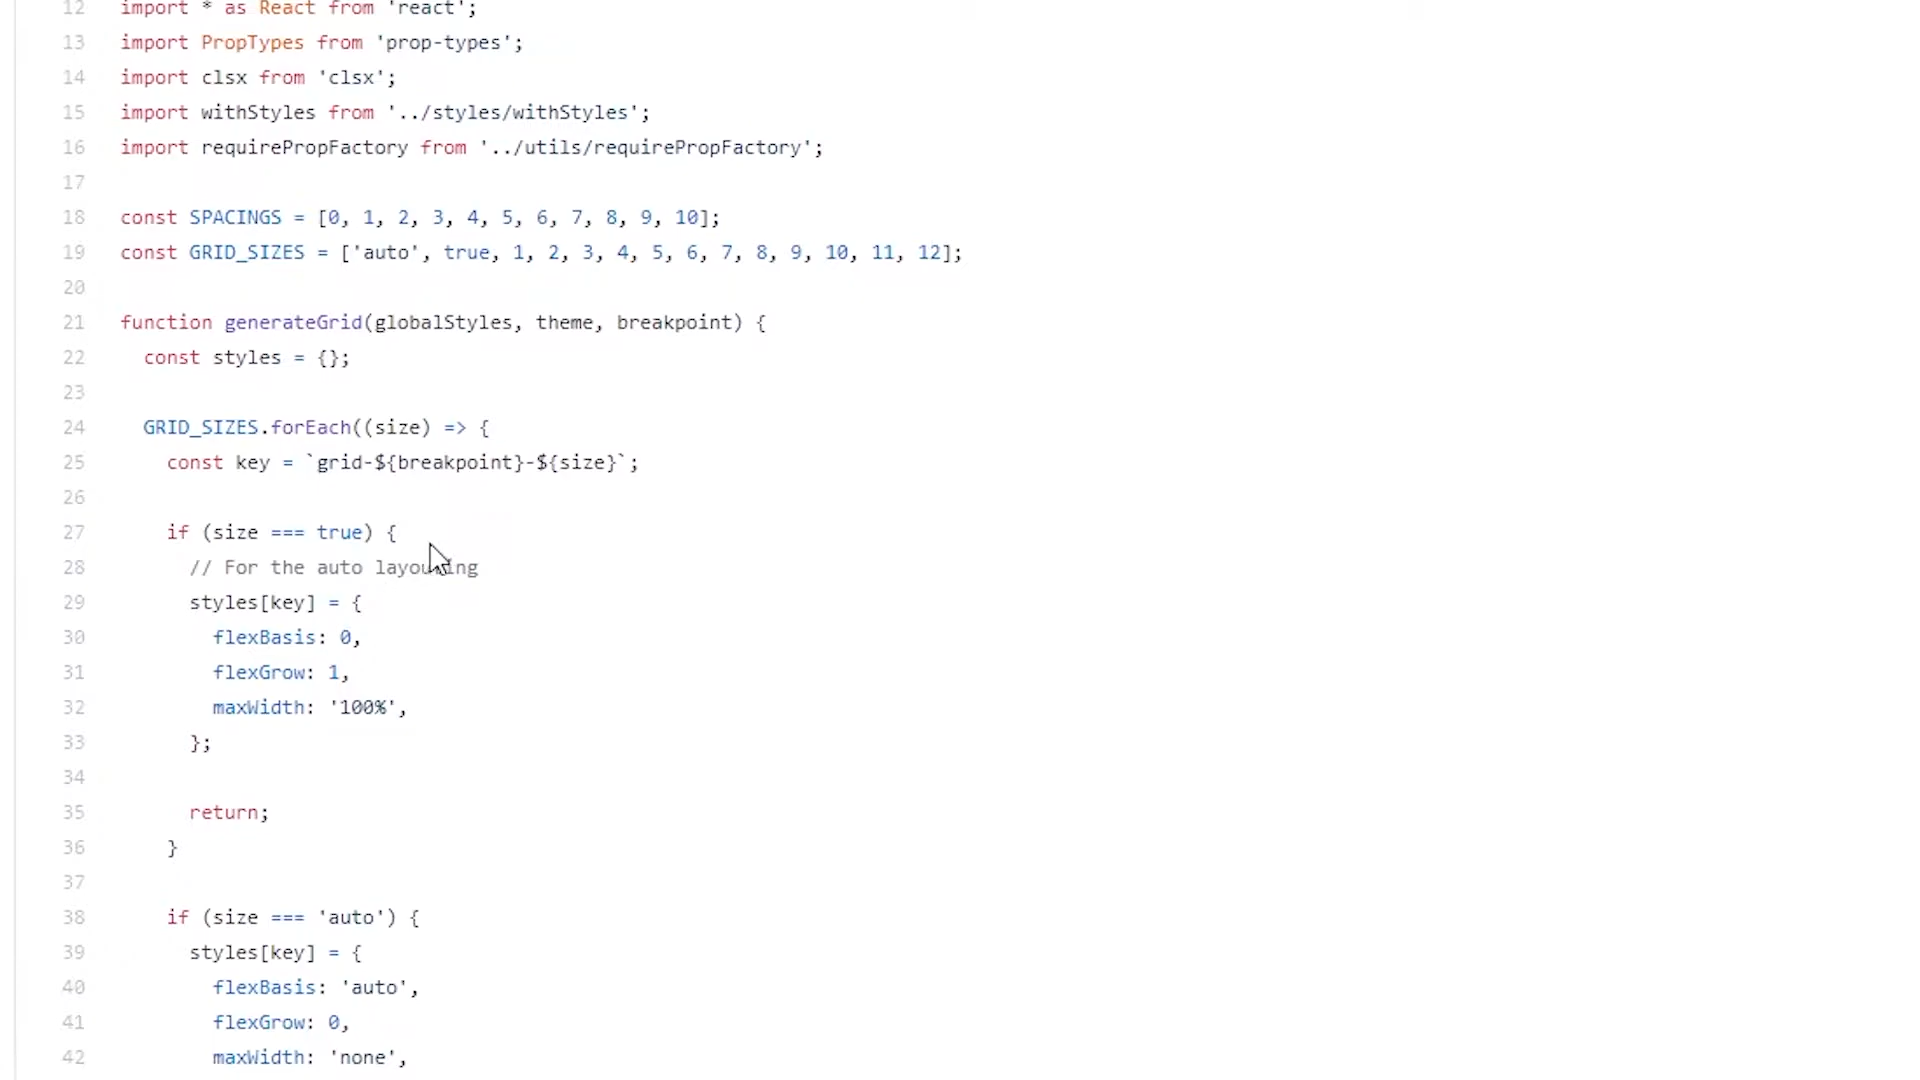 12 import * as React from 'react';
13 import PropTypes from 'prop-types';
14 import clsx from 'clsx';
15 import withStyles from '../styles/withStyles';
16 import requirePropFactory from '../utils/requirePropFactory';
17
18 const SPACINGS = [0, 1, 2, 3, 4, 5, 6, 7, 8, 9, 10];
19 const GRID_SIZES = ['auto', true, 1, 2, 3, 4, 5, 6, 7, 8, 9, 10, 11, 12];
20
21 function generateGrid(globalStyles, theme, breakpoint) {
22 const styles = {};
23
24 GRID_SIZES.forEach((size) => {
25 const key = `grid-${breakpoint}-${size}`;
26
27 if (size === true) {
28 // For the auto layouting
29 styles[key] = {
30 flexBasis: 0,
31 flexGrow: 1,
32 maxWidth: '100%',
33 };
34
35 return;
36 }
37
38 if (size === 'auto') {
39 styles[key] = {
40 flexBasis: 'auto',
41 flexGrow: 0,
42 maxWidth: 'none',